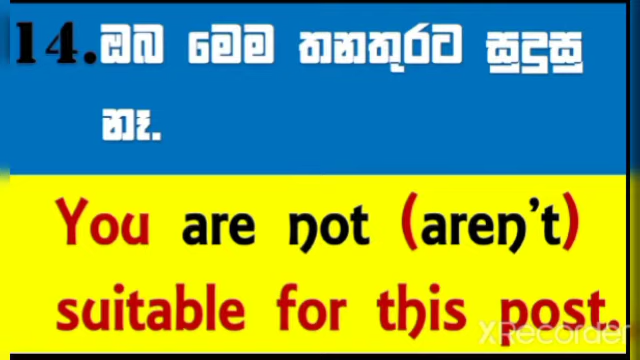 14.ඔබ මෙම තනතුරට සුදුසු
නෑ.
You are not (aren't)
suitable for this post.
XRecorder